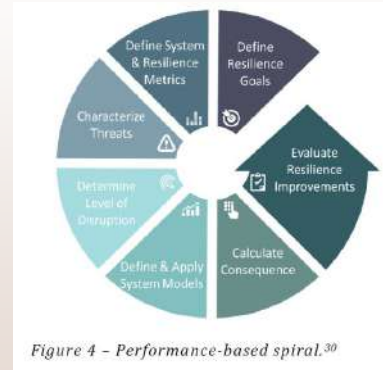 Define System
& Resilience
Metrics
Define
Resilience
Goals
Characterize
Threats
Evaluate
Resilience
Improvements
Determine
Level of
Disruption
Define & Apply
System Models
Calculate
Consequence
Figure 4 – Performance-based spiral.30